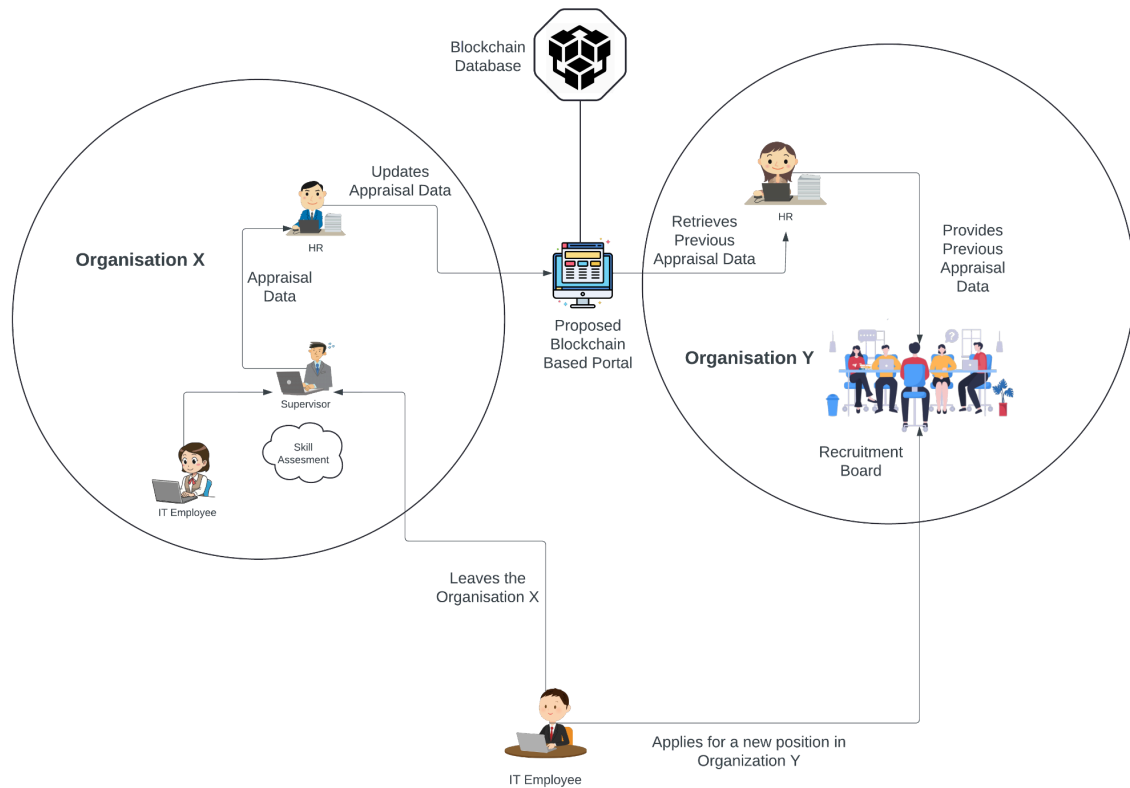 Blockchain
Database
Updates
Appraisal Data
HR
Organisation X
Appraisal
Data
Supervisor
Skill
Assesment
IT Employee
Proposed
Blockchain
Based Portal
Retrieves
Previous
Appraisal Data
HR
Provides
Previous
Appraisal
Data
Organisation Y
Recruitment
Board
Leaves the
Organisation X
IT Employee
Applies for a new position in
Organization Y